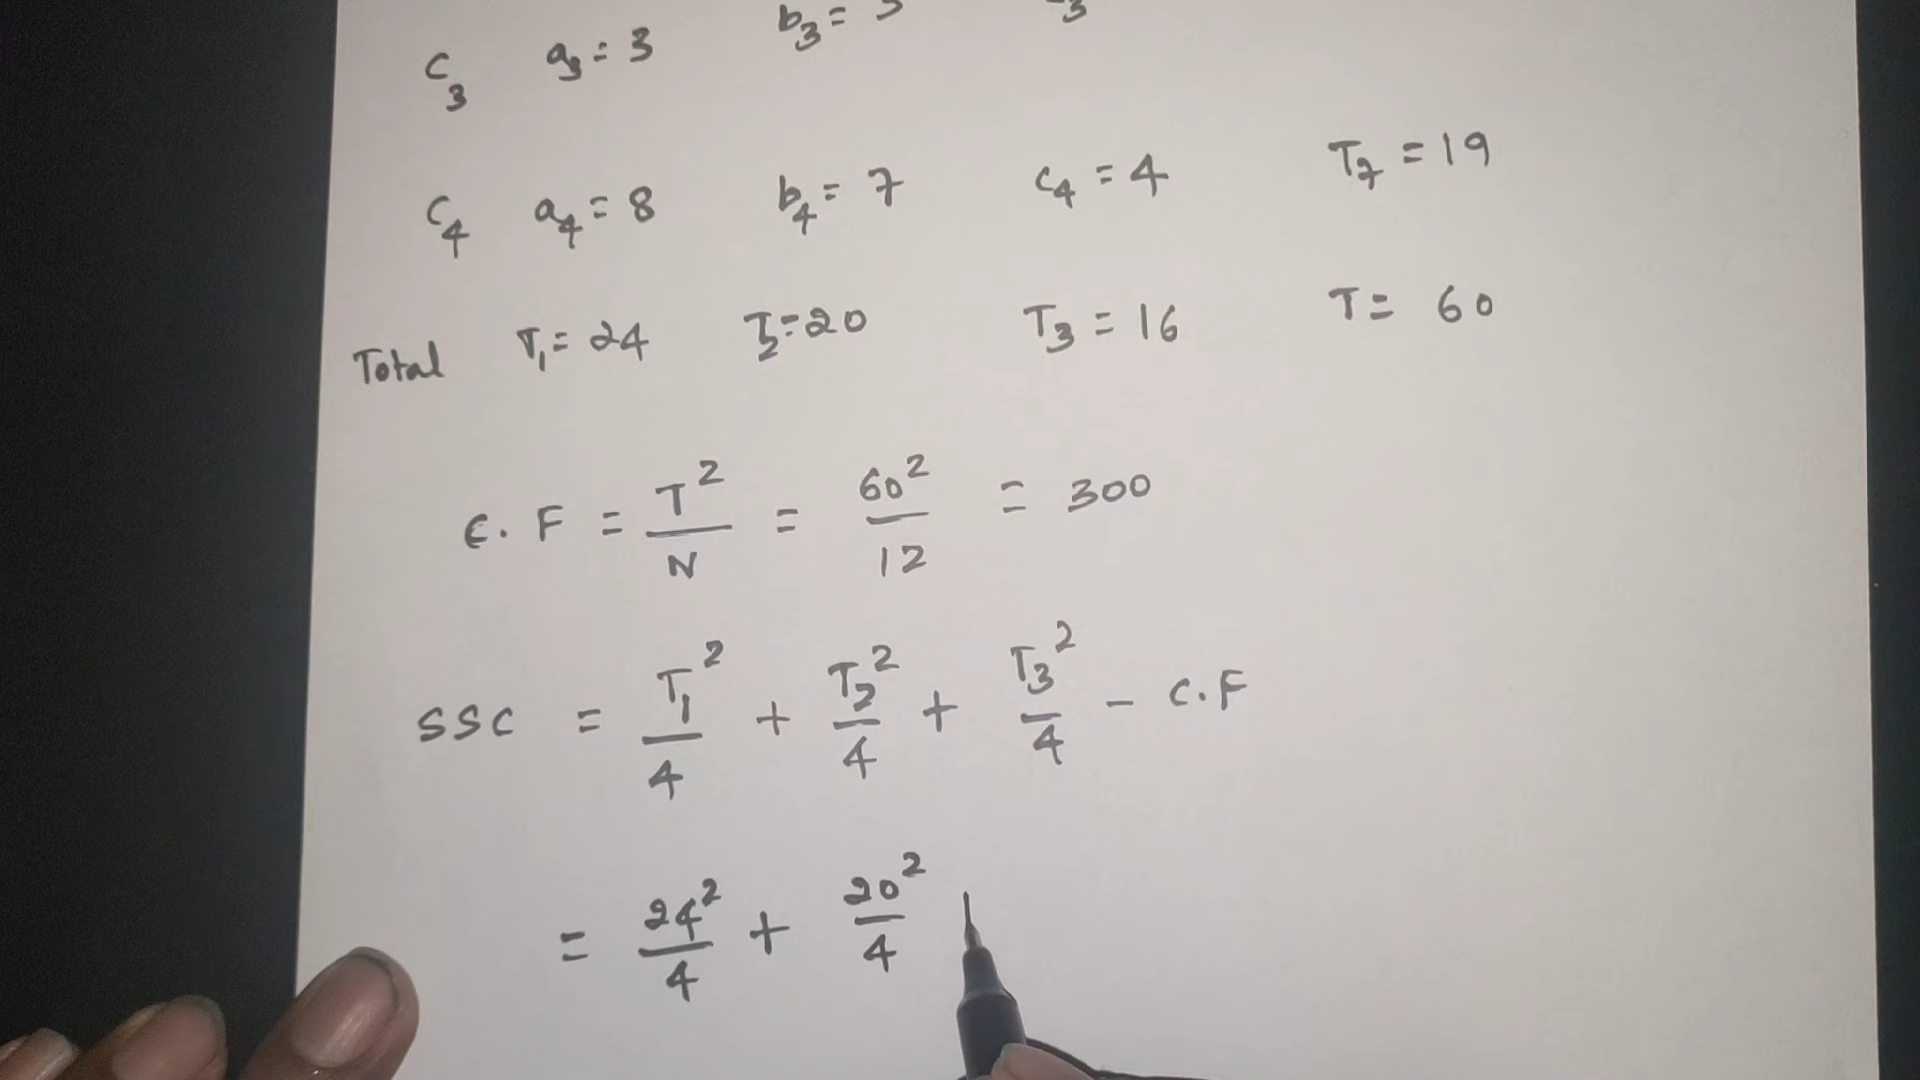 C₃ a₃ = 3 b₃ =
C₄ a₄ = 8 b₄ = 7 c₄ = 4 T₇ = 19
Total T₁ = 24 T₂ = 20 T₃ = 16 T = 60
C.F = T²/N = 60²/12 = 300
SSC = T₁²/4 + T₂²/4 + T₃²/4 - C.F
= 24²/4 + 20²/4